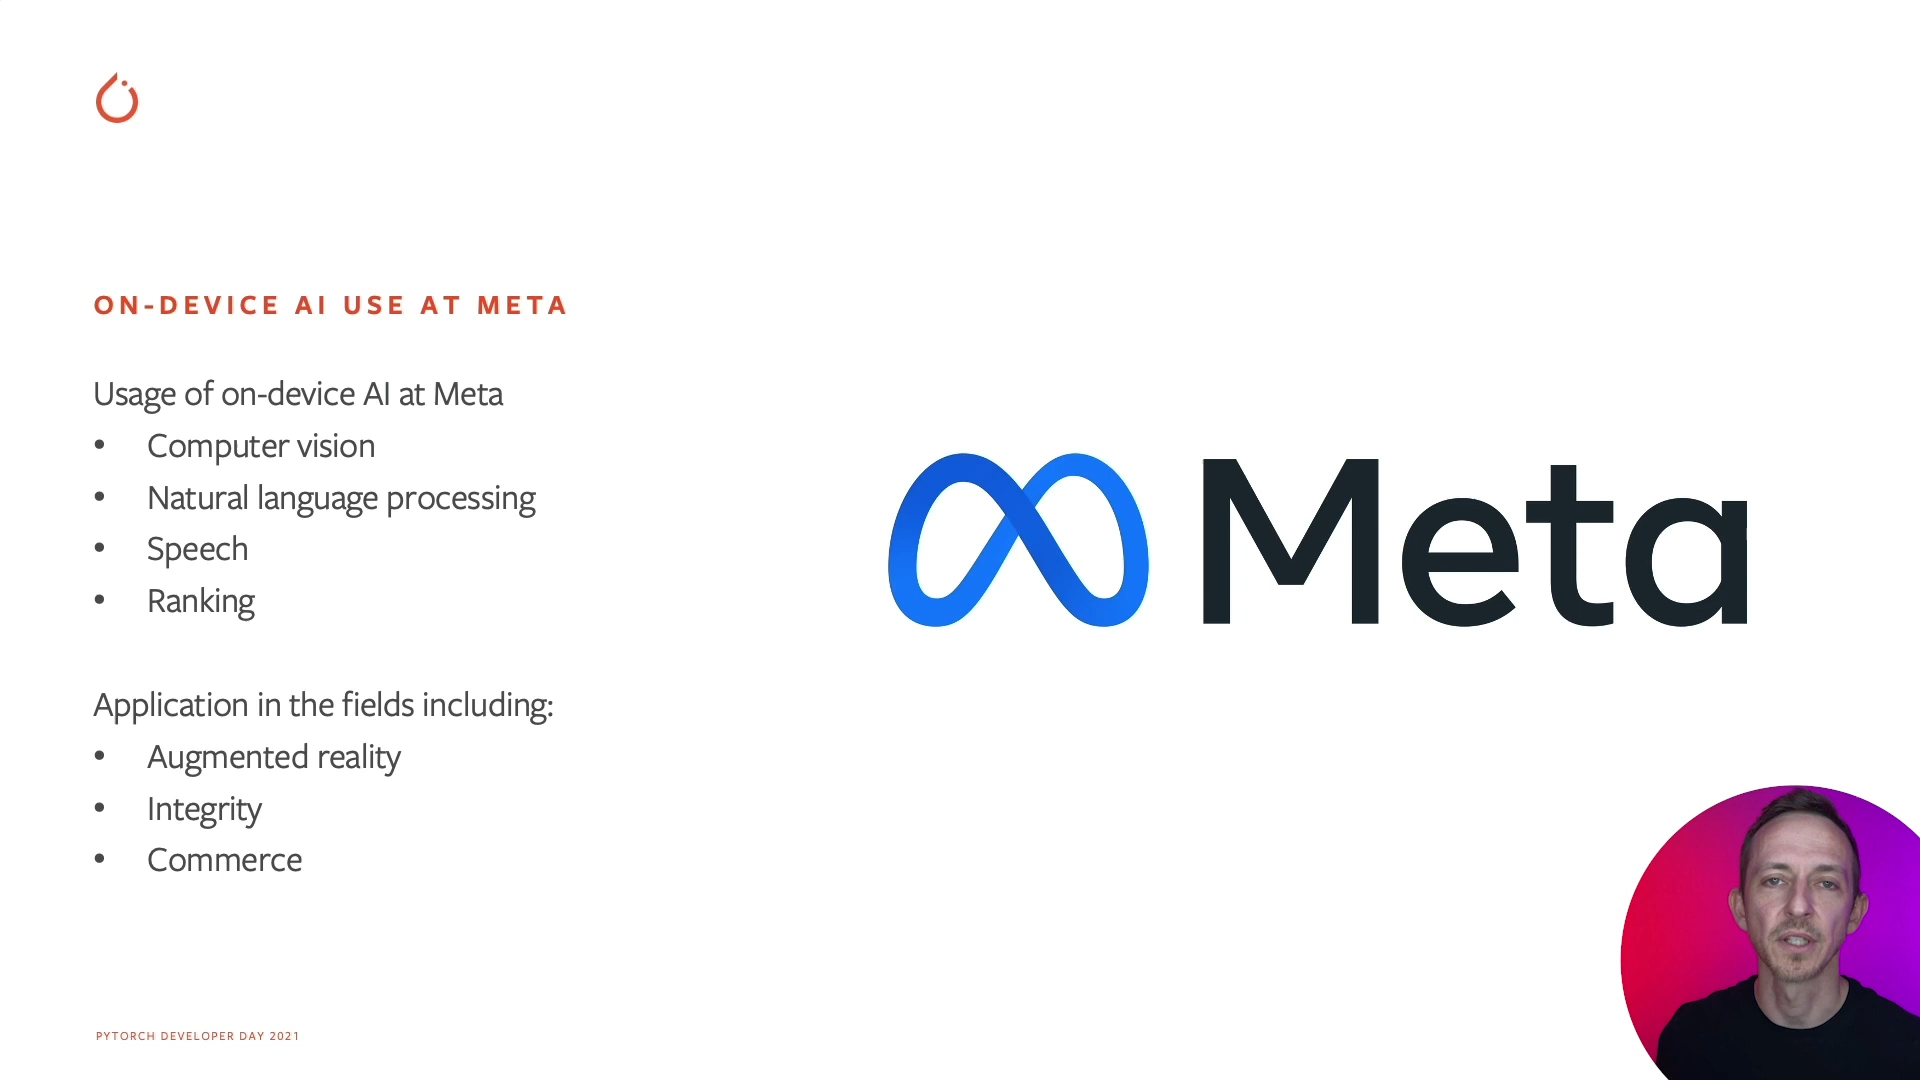 ON-DEVICE AI USE AT META
Usage of on-device AI at Meta
• Computer vision
• Natural language processing
• Speech
• Ranking
Application in the fields including:
• Augmented reality
• Integrity
• Commerce
Meta
PYTORCH DEVELOPER DAY 2021